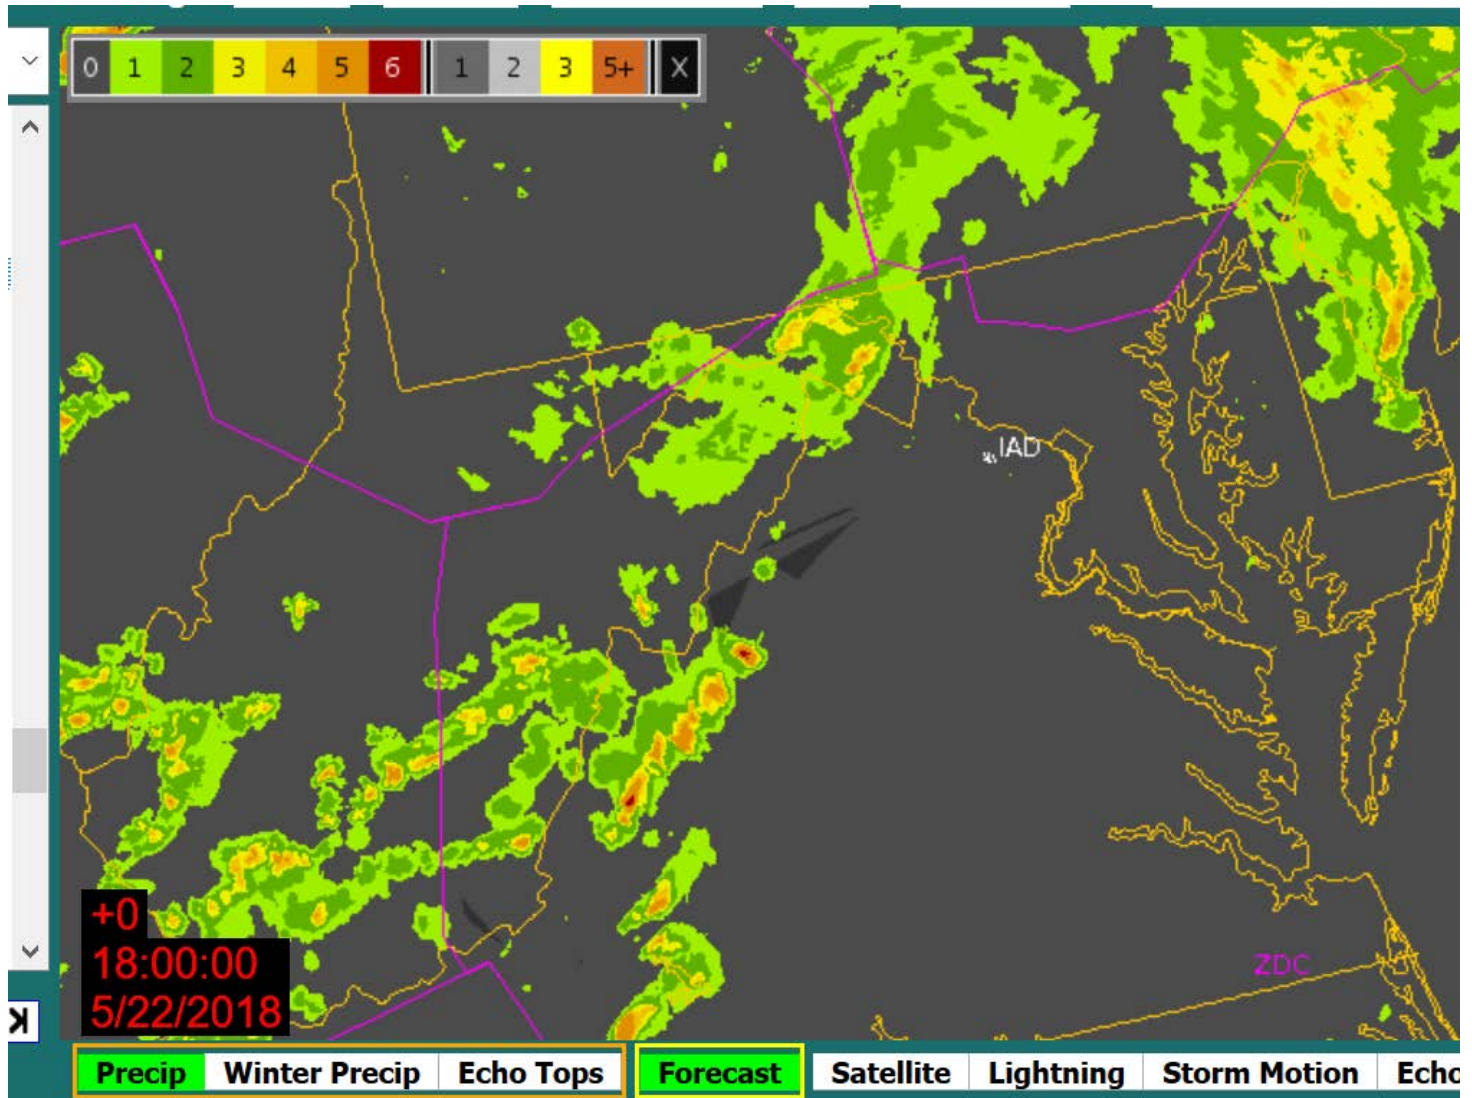 0 1 2 3 4 5 6 1 2 3 5+ X
IAD
+0
18:00:00
5/22/2018
ZDC
Precip Winter Precip Echo Tops Forecast Satellite Lightning Storm Motion Echo